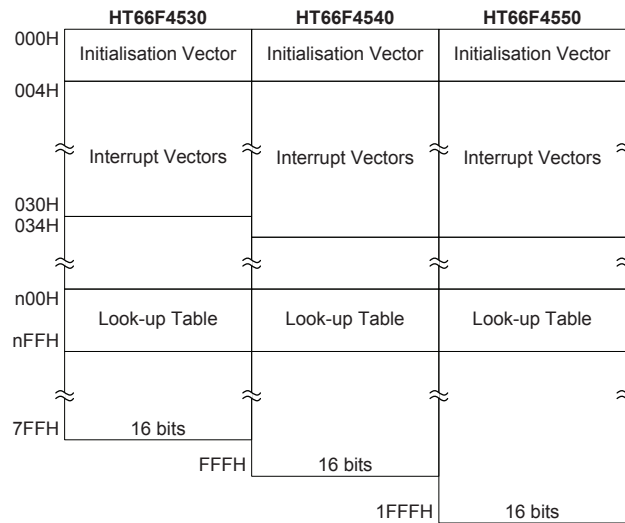 HT66F4530 HT66F4540 HT66F4550
000H
Initialisation Vector Initialisation Vector Initialisation Vector
004H
Interrupt Vectors Interrupt Vectors Interrupt Vectors
030H
034H
n00H
Look-up Table Look-up Table Look-up Table
nFFH
7FFH 16 bits
FFFH 16 bits
1FFFH 16 bits